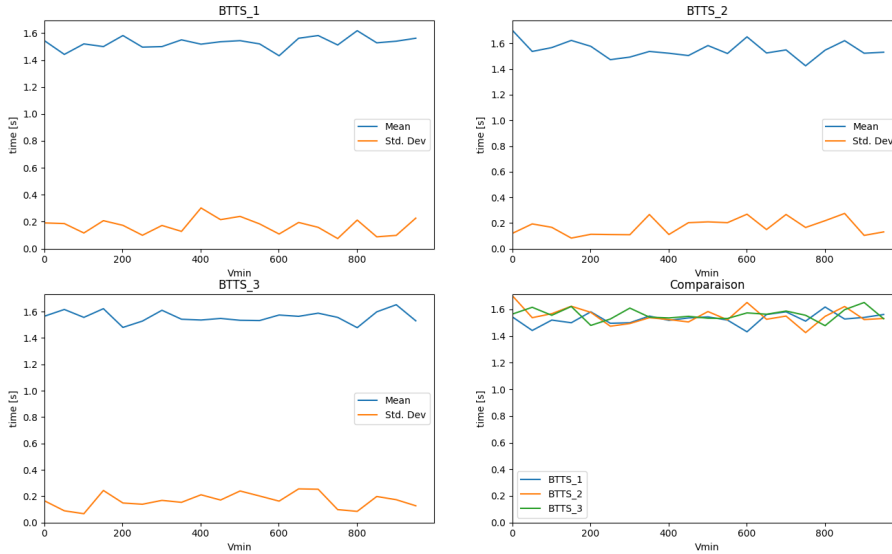 BTTS_1
1.6
1.4
1.2
1.0
0.8
0.6
0.4
0.2
0.0
time [s]
Mean
Std. Dev
0
200
400
600
800
Vmin
BTTS_2
1.6
1.4
1.2
1.0
0.8
0.6
0.4
0.2
0.0
time [s]
Mean
Std. Dev
0
200
400
600
800
Vmin
BTTS_3
1.6
1.4
1.2
1.0
0.8
0.6
0.4
0.2
0.0
time [s]
Mean
Std. Dev
0
200
400
600
800
Vmin
Comparaison
1.6
1.4
1.2
1.0
0.8
0.6
0.4
0.2
0.0
time [s]
BTTS_1
BTTS_2
BTTS_3
0
200
400
600
800
Vmin